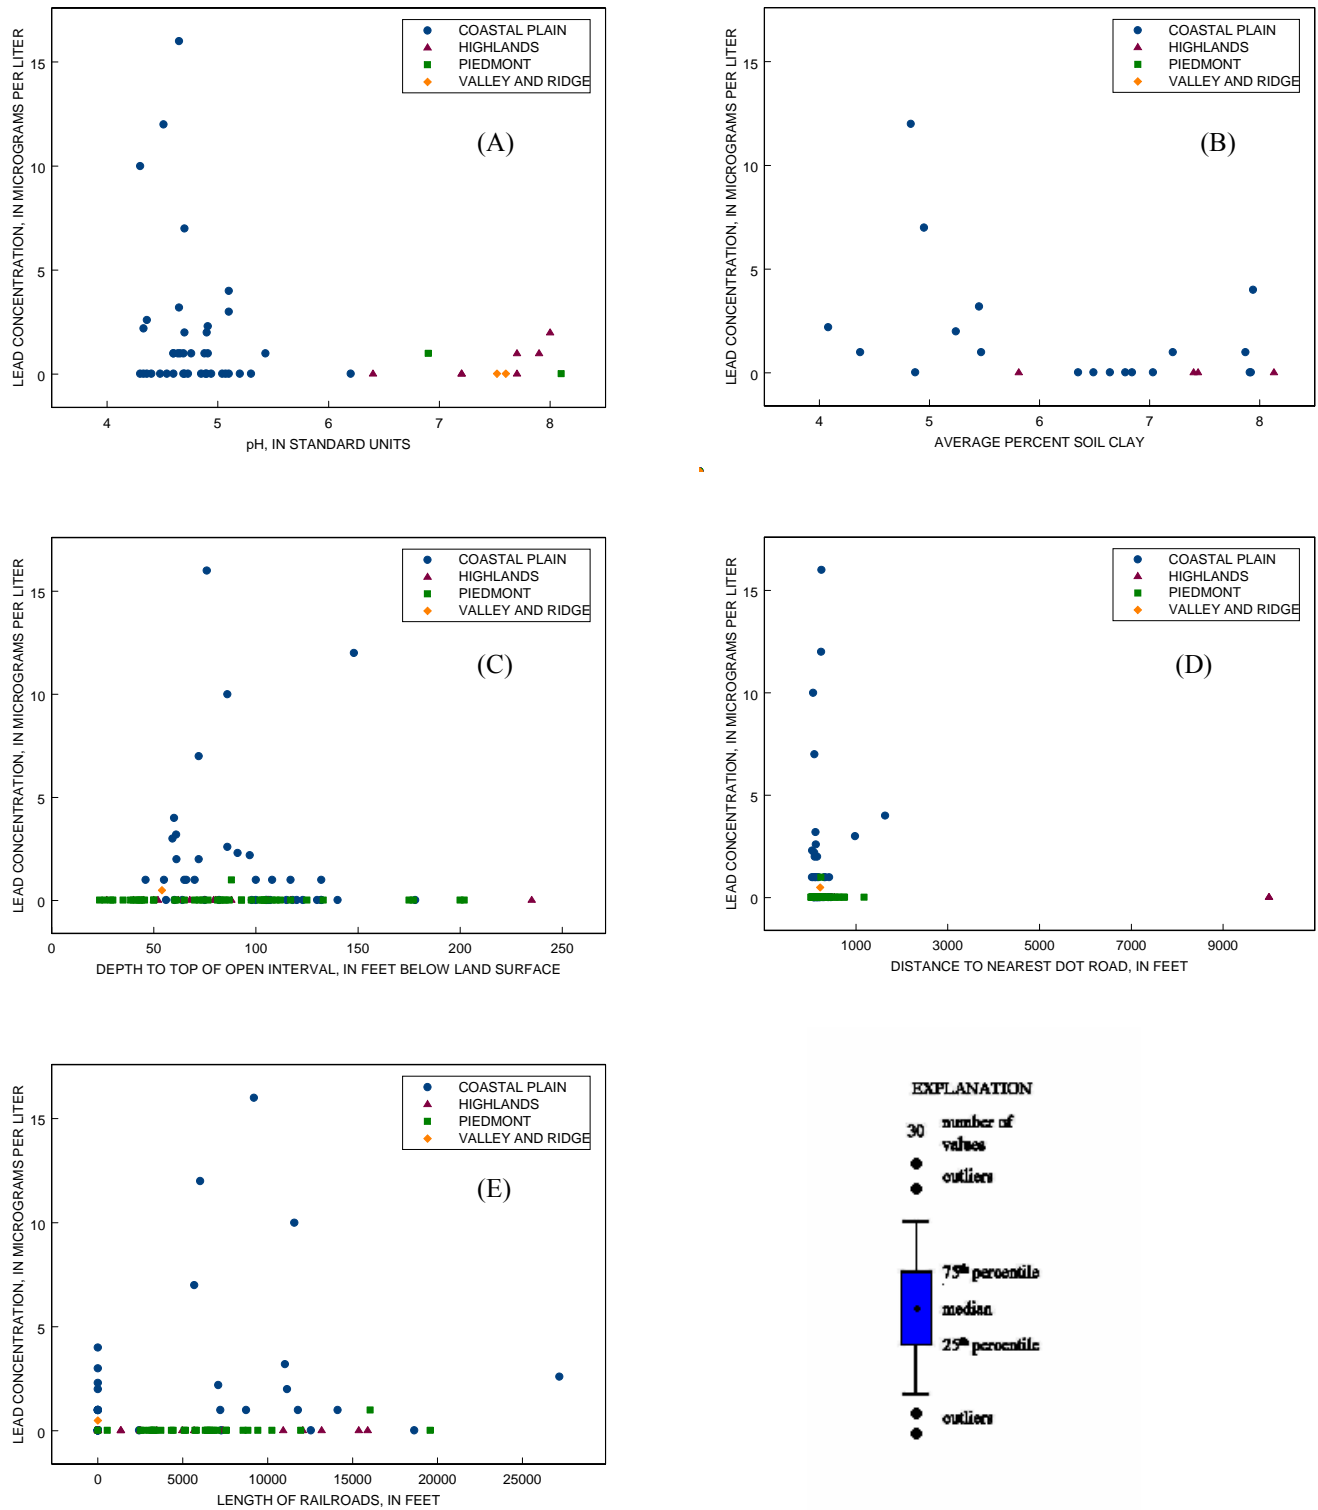 COASTAL PLAIN
HIGHLANDS
PIEDMONT
VALLEY AND RIDGE
(A)
15
10
5
0
4 5 6 7 8
LEAD CONCENTRATION, IN MICROGRAMS PER LITER
pH, IN STANDARD UNITS
COASTAL PLAIN
HIGHLANDS
PIEDMONT
VALLEY AND RIDGE
(B)
15
10
5
0
4 5 6 7 8
LEAD CONCENTRATION, IN MICROGRAMS PER LITER
AVERAGE PERCENT SOIL CLAY
COASTAL PLAIN
HIGHLANDS
PIEDMONT
VALLEY AND RIDGE
(C)
15
10
5
0
0 50 100 150 200 250
LEAD CONCENTRATION, IN MICROGRAMS PER LITER
DEPTH TO TOP OF OPEN INTERVAL, IN FEET BELOW LAND SURFACE
COASTAL PLAIN
HIGHLANDS
PIEDMONT
VALLEY AND RIDGE
(D)
15
10
5
0
1000 3000 5000 7000 9000
LEAD CONCENTRATION, IN MICROGRAMS PER LITER
DISTANCE TO NEAREST DOT ROAD, IN FEET
COASTAL PLAIN
HIGHLANDS
PIEDMONT
VALLEY AND RIDGE
(E)
15
10
5
0
0 5000 10000 15000 20000 25000
LEAD CONCENTRATION, IN MICROGRAMS PER LITER
LENGTH OF RAILROADS, IN FEET
EXPLANATION
30 number of
values
outliers
75th percentile
median
25th percentile
outliers